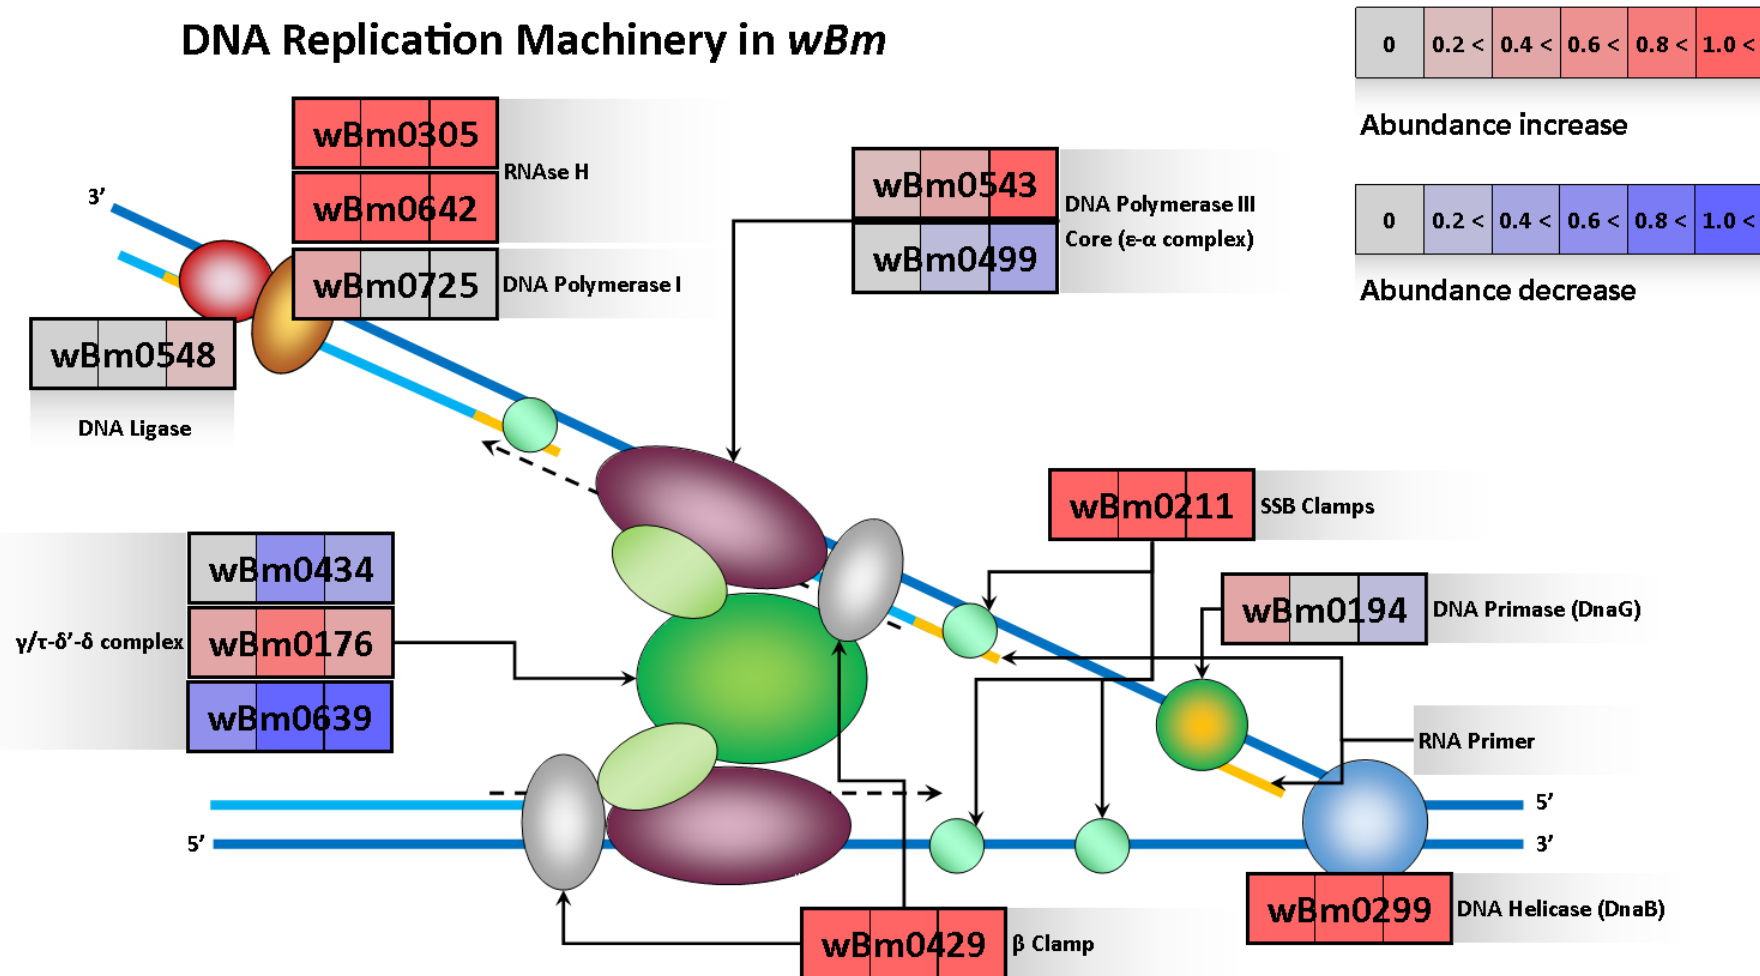 DNA Replication Machinery in wBm
0 0.2 < 0.4 < 0.6 < 0.8 < 1.0 <
Abundance increase
0 0.2 < 0.4 < 0.6 < 0.8 < 1.0 <
Abundance decrease
wBm0305
RNAse H
wBm0642
wBm0725
DNA Polymerase I
wBm0543
DNA Polymerase III
Core (ε-α complex)
wBm0499
3’
wBm0548
DNA Ligase
wBm0211
SSB Clamps
wBm0434
γ/τ-δ’-δ complex
wBm0176
wBm0639
wBm0194
DNA Primase (DnaG)
RNA Primer
5’
5’
3’
wBm0299
DNA Helicase (DnaB)
wBm0429
β Clamp